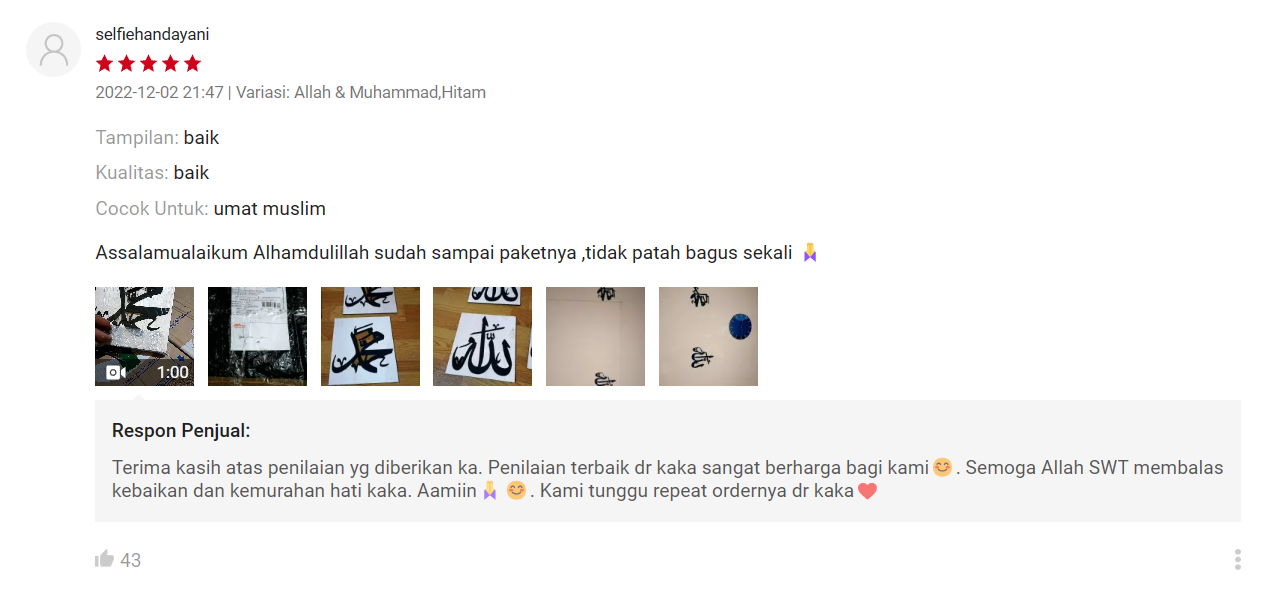 selfiehandayani
2022-12-02 21:47 | Variasi: Allah & Muhammad,Hitam
Tampilan: baik
Kualitas: baik
Cocok Untuk: umat muslim
Assalamualaikum Alhamdulillah sudah sampai paketnya ,tidak patah bagus sekali 🙏
1:00
محمد
الله
Respon Penjual:
Terima kasih atas penilaian yg diberikan ka. Penilaian terbaik dr kaka sangat berharga bagi kami😊. Semoga Allah SWT membalas
kebaikan dan kemurahan hati kaka. Aamiin🙏😊. Kami tunggu repeat ordernya dr kaka❤️
43